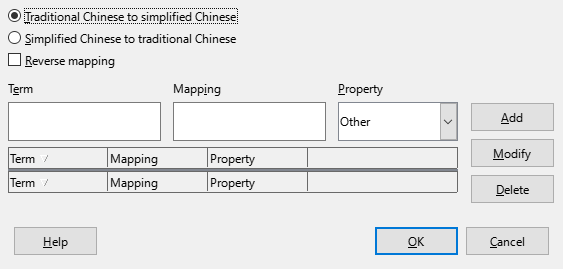 Traditional Chinese to simplified Chinese
Simplified Chinese to traditional Chinese
Reverse mapping
Term Mapping Property
Other
Add
Term / Mapping Property
Modify
Term / Mapping Property
Delete
Help OK Cancel